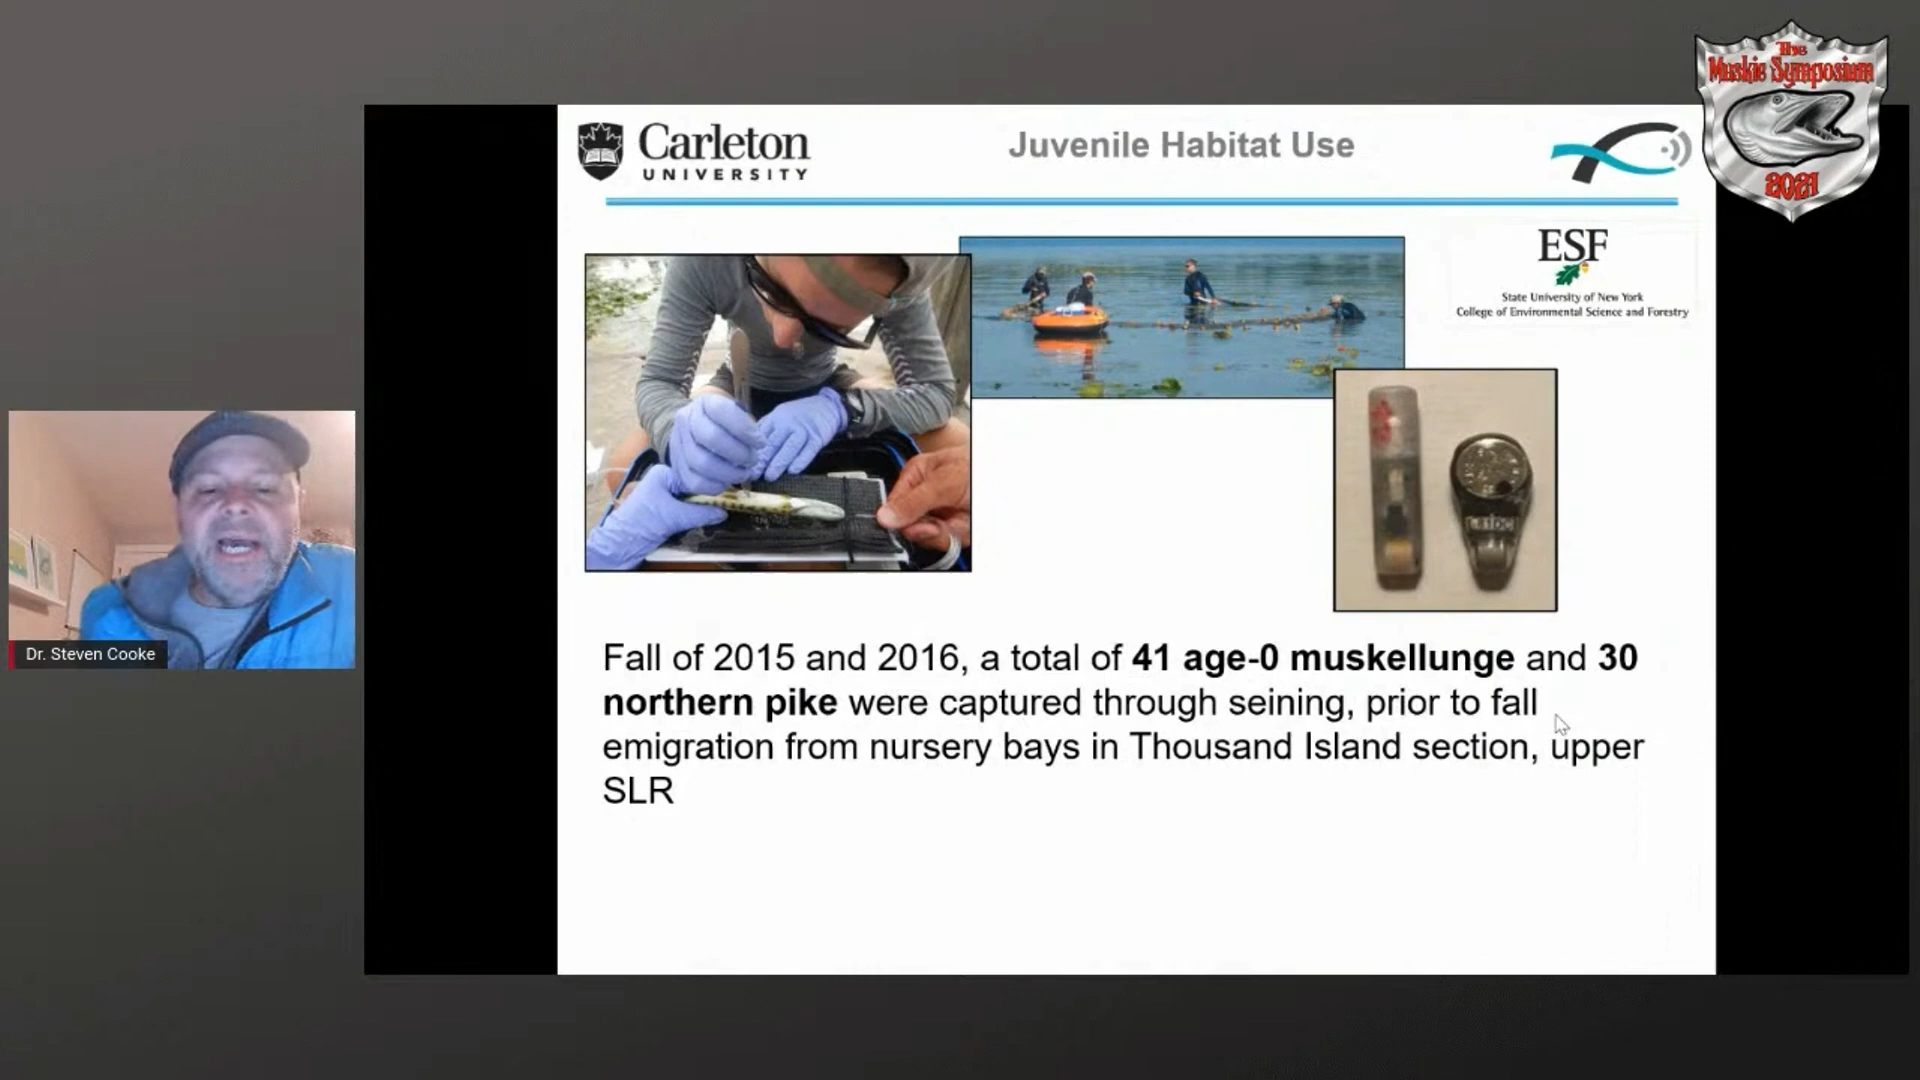 The
Muskie Symposium
2021
Carleton
UNIVERSITY
Juvenile Habitat Use
ESF
State University of New York
College of Environmental Science and Forestry
Dr. Steven Cooke
Fall of 2015 and 2016, a total of 41 age-0 muskellunge and 30
northern pike were captured through seining, prior to fall
emigration from nursery bays in Thousand Island section, upper
SLR